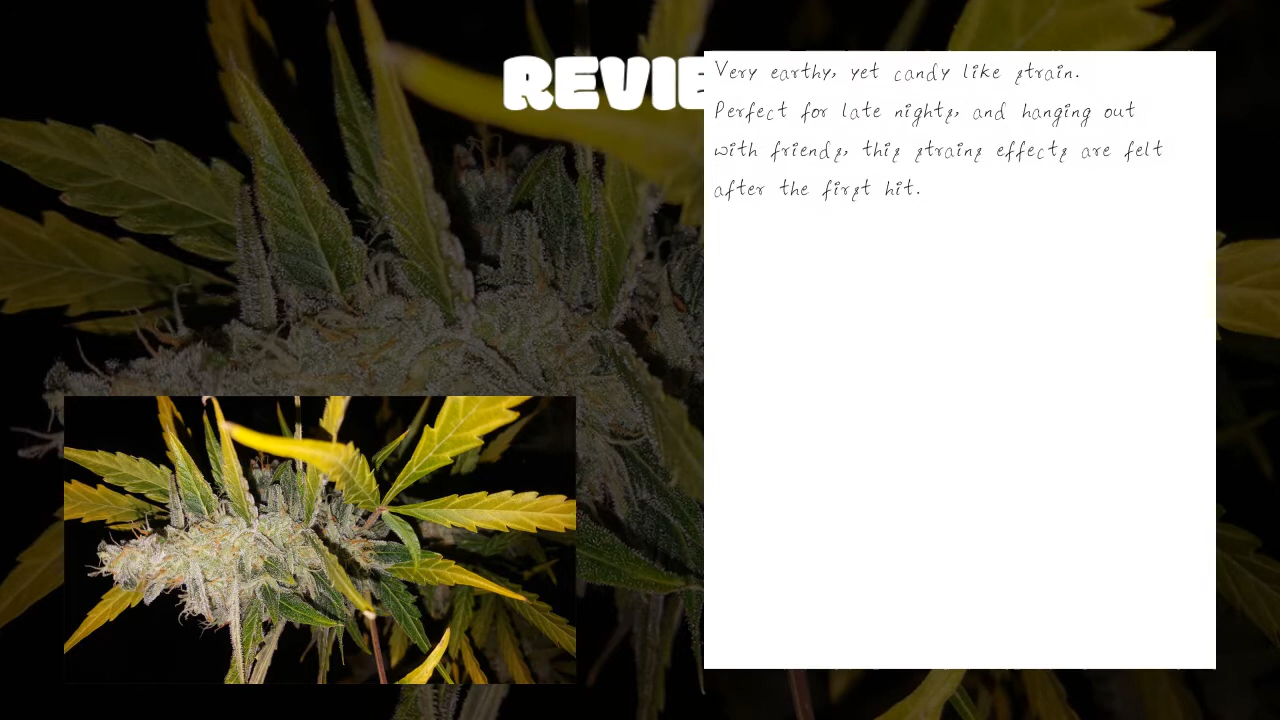 REVIE
Very earthy, yet candy like strain.
Perfect for late nights, and hanging out
with friends, this strains effects are felt
after the first hit.